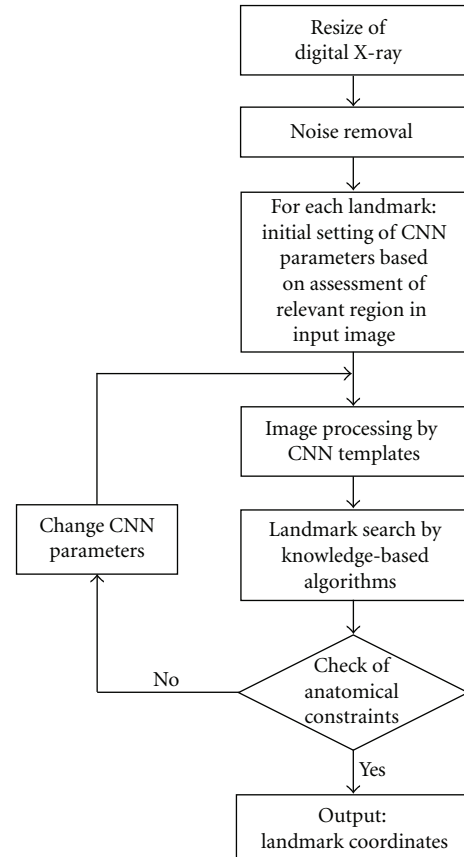 Resize of
digital X-ray
Noise removal
For each landmark:
initial setting of CNN
parameters based
on assessment of
relevant region in
input image
Image processing by
CNN templates
Change CNN
parameters
Landmark search by
knowledge-based
algorithms
Check of
anatomical
constraints
No
Yes
Output:
landmark coordinates